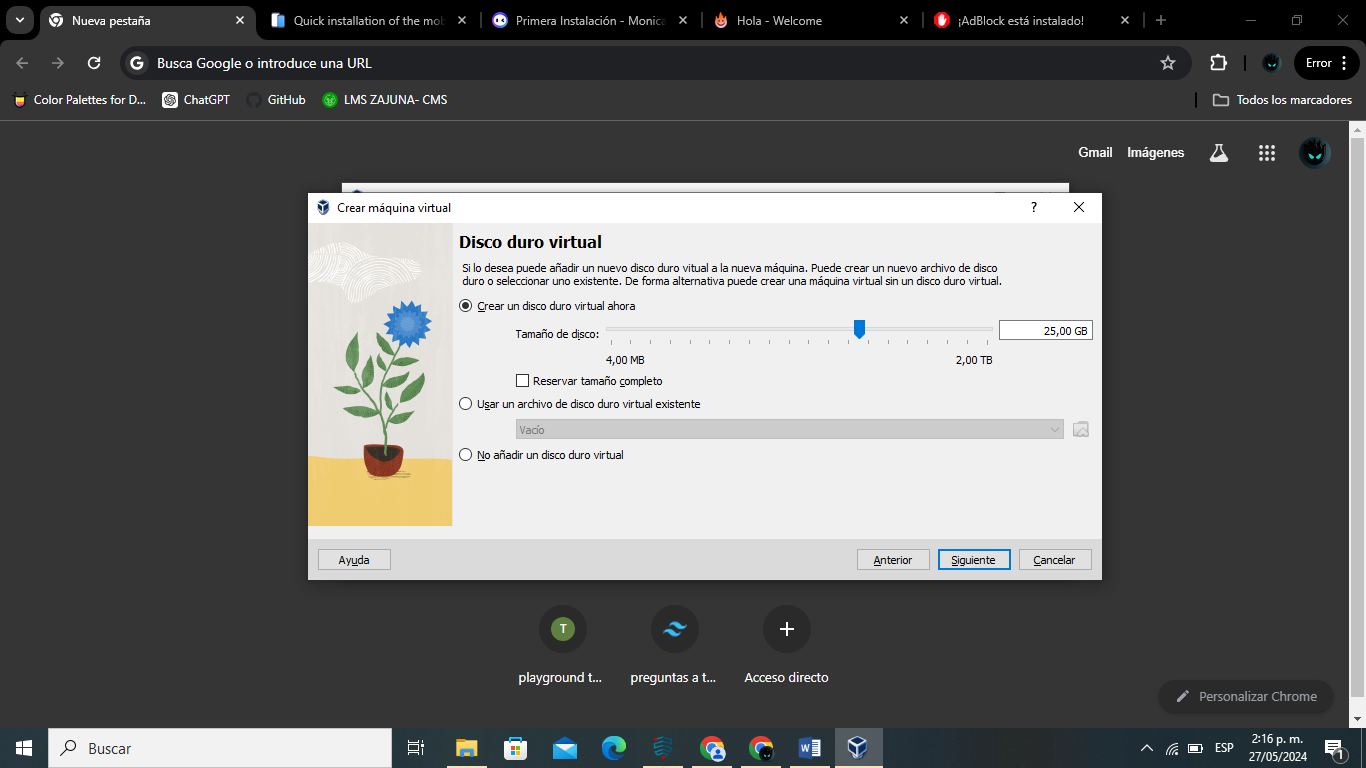 Nueva pestaña
Quick installation of the mob
Primera Instalación - Monica
Hola - Welcome
¡AdBlock está instalado!
Busca Google o introduce una URL
Error
Color Palettes for D...
ChatGPT
GitHub
LMS ZAJUNA- CMS
Todos los marcadores
Gmail
Imágenes
Crear máquina virtual
?
Disco duro virtual
Si lo desea puede añadir un nuevo disco duro vitual a la nueva máquina. Puede crear un nuevo archivo de disco
duro o seleccionar uno existente. De forma alternativa puede crear una máquina virtual sin un disco duro virtual.
Crear un disco duro virtual ahora
Tamaño de disco:
25,00 GB
4,00 MB
2,00 TB
Reservar tamaño completo
Usar un archivo de disco duro virtual existente
Vacío
No añadir un disco duro virtual
Ayuda
Anterior
Siguiente
Cancelar
T
playground t...
preguntas a t...
Acceso directo
Personalizar Chrome
Buscar
ESP
2:16 p. m.
27/05/2024
1